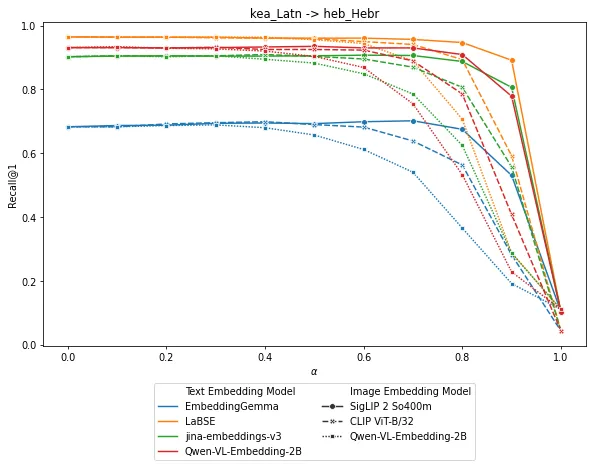 kea_Latn -> heb_Hebr
Recall@1
1.0
0.8
0.6
0.4
0.2
0.0
0.0 0.2 0.4 0.6 0.8 1.0
α
Text Embedding Model
EmbeddingGemma
LaBSE
jina-embeddings-v3
Qwen-VL-Embedding-2B
Image Embedding Model
SigLIP 2 So400m
CLIP ViT-B/32
Qwen-VL-Embedding-2B